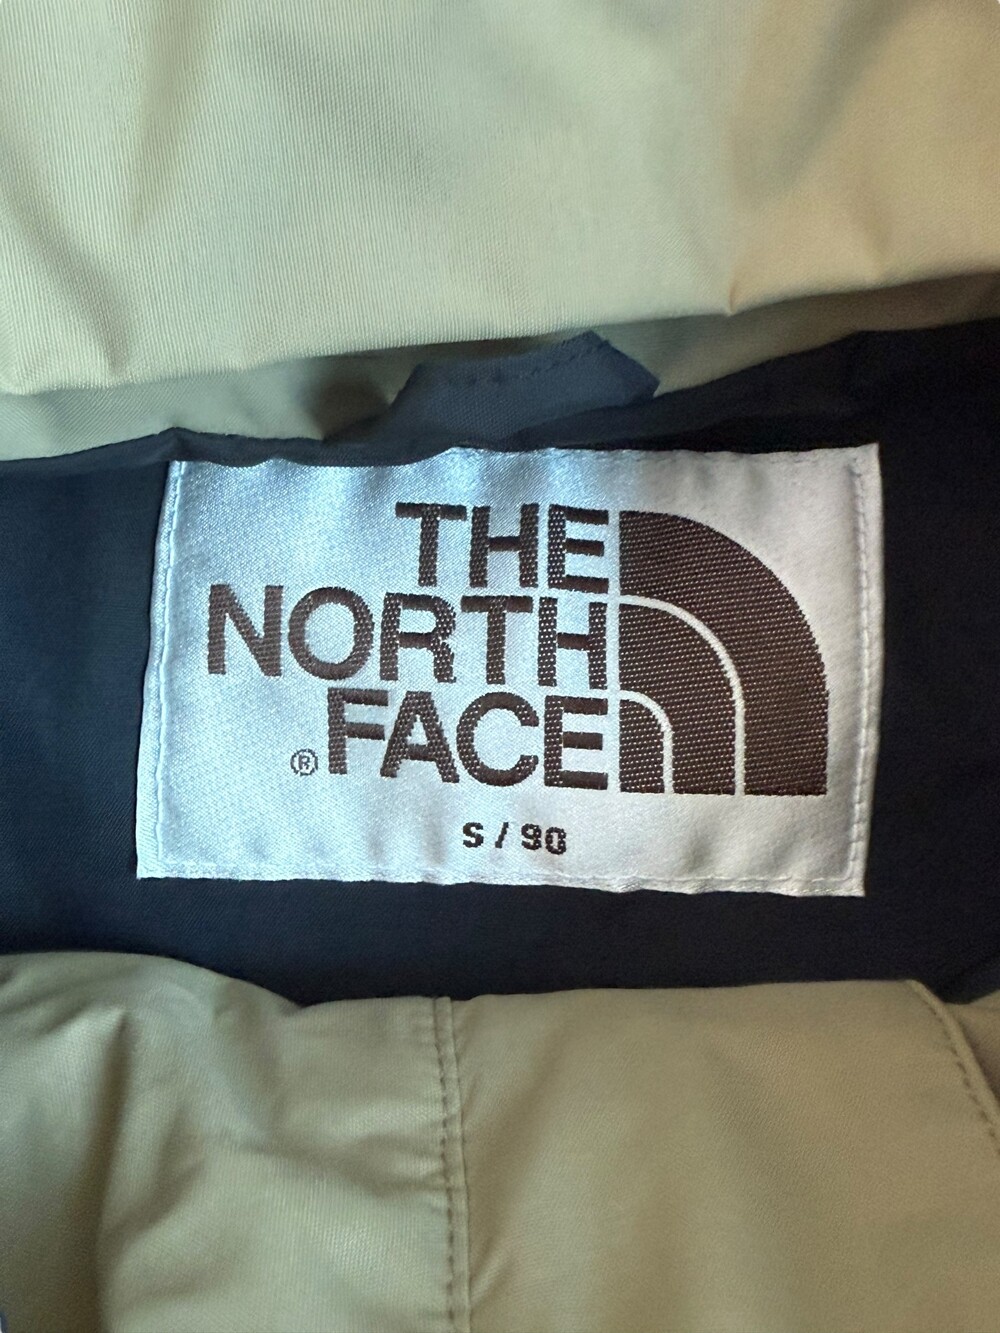 THE
NORTH
® FACE
S / 90